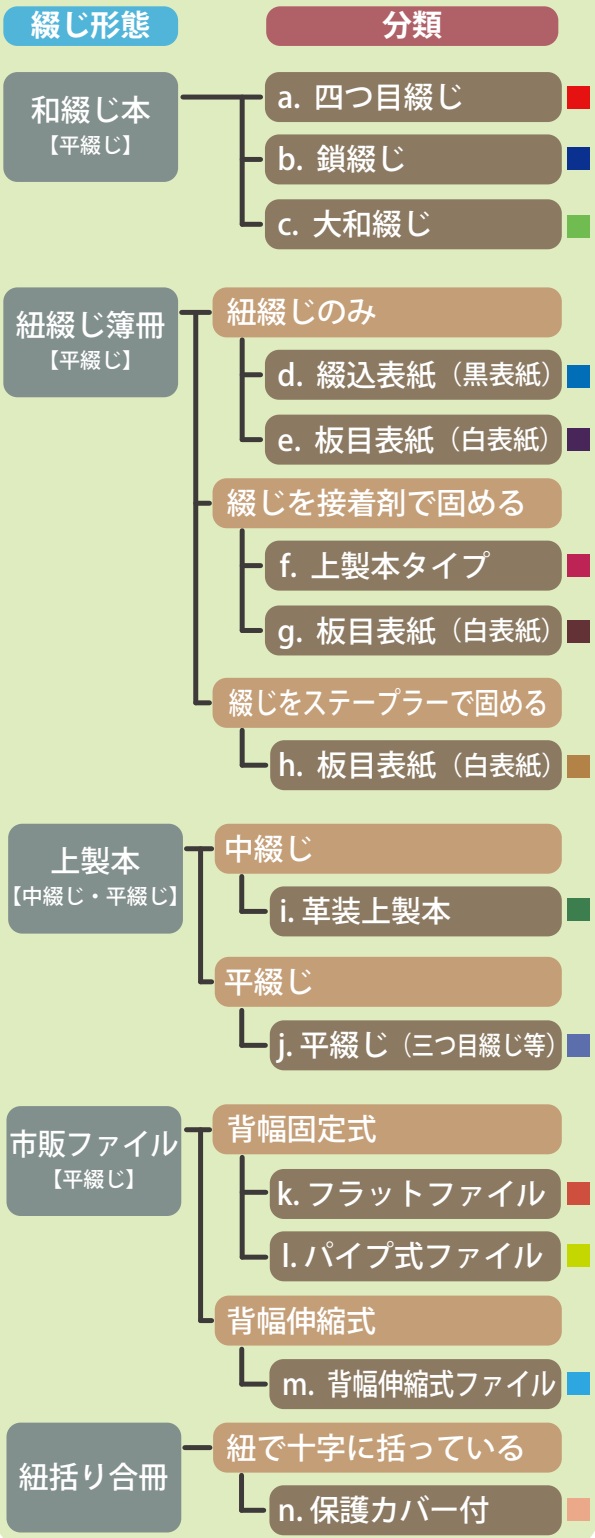 綴じ形態
分類
和綴じ本
【平綴じ】
a. 四つ目綴じ
b. 鎖綴じ
c. 大和綴じ
紐綴じ簿冊
【平綴じ】
紐綴じのみ
d. 綴込表紙（黒表紙）
e. 板目表紙（白表紙）
綴じを接着剤で固める
f. 上製本タイプ
g. 板目表紙（白表紙）
綴じをステープラーで固める
h. 板目表紙（白表紙）
上製本
【中綴じ・平綴じ】
中綴じ
i. 革装上製本
平綴じ
j. 平綴じ（三つ目綴じ等）
市販ファイル
【平綴じ】
背幅固定式
k. フラットファイル
l. パイプ式ファイル
背幅伸縮式
m. 背幅伸縮式ファイル
紐括り合冊
紐で十字に括っている
n. 保護カバー付